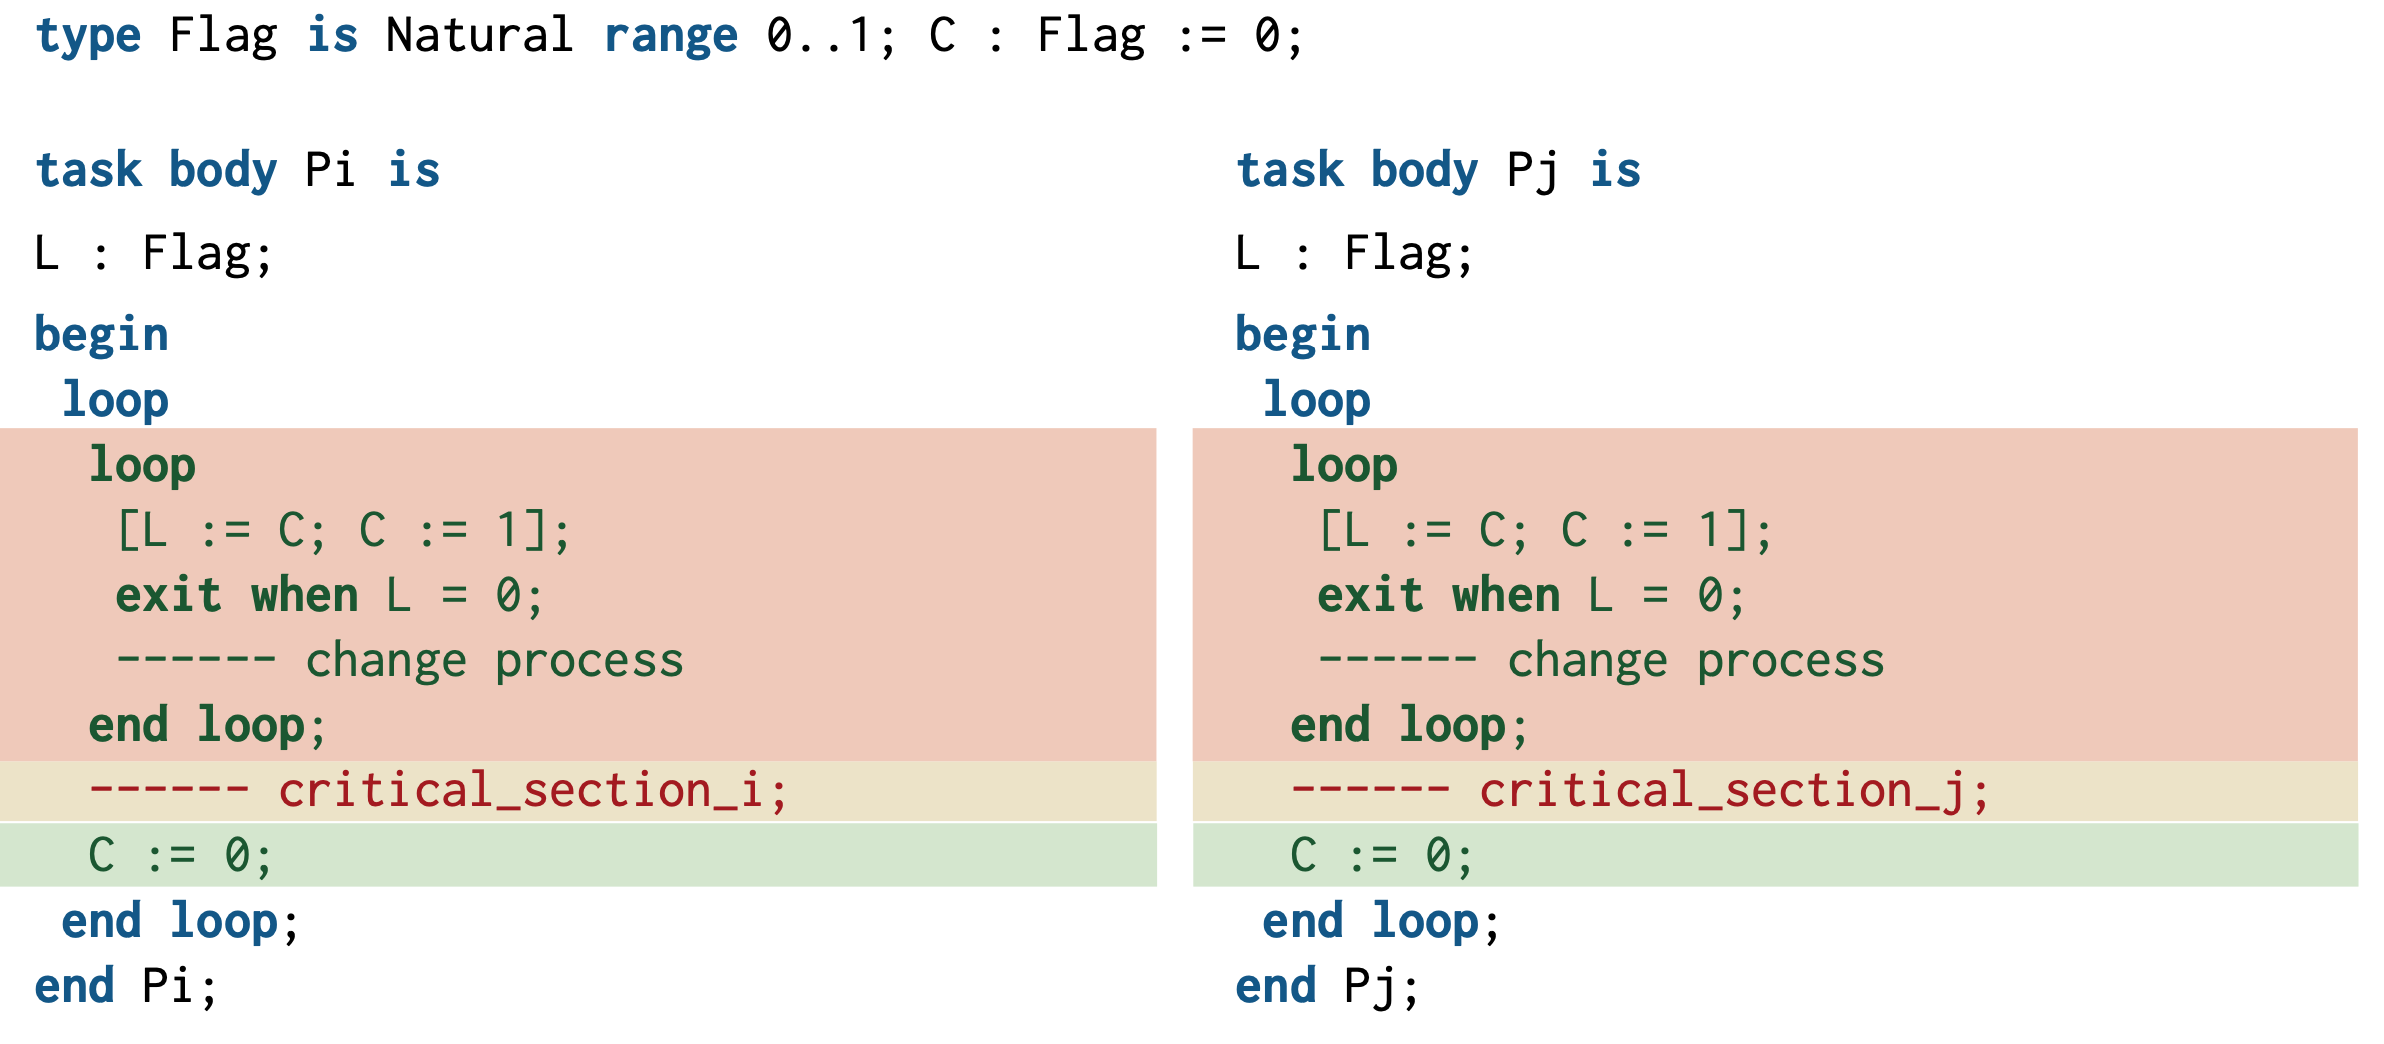 type Flag is Natural range 0..1; C : Flag := 0;
task body Pi is
L : Flag;
begin
loop
loop
[L := C; C := 1];
exit when L = 0;
------ change process
end loop;
------ critical_section_i;
C := 0;
end loop;
end Pi;
task body Pj is
L : Flag;
begin
loop
loop
[L := C; C := 1];
exit when L = 0;
------ change process
end loop;
------ critical_section_j;
C := 0;
end loop;
end Pj;